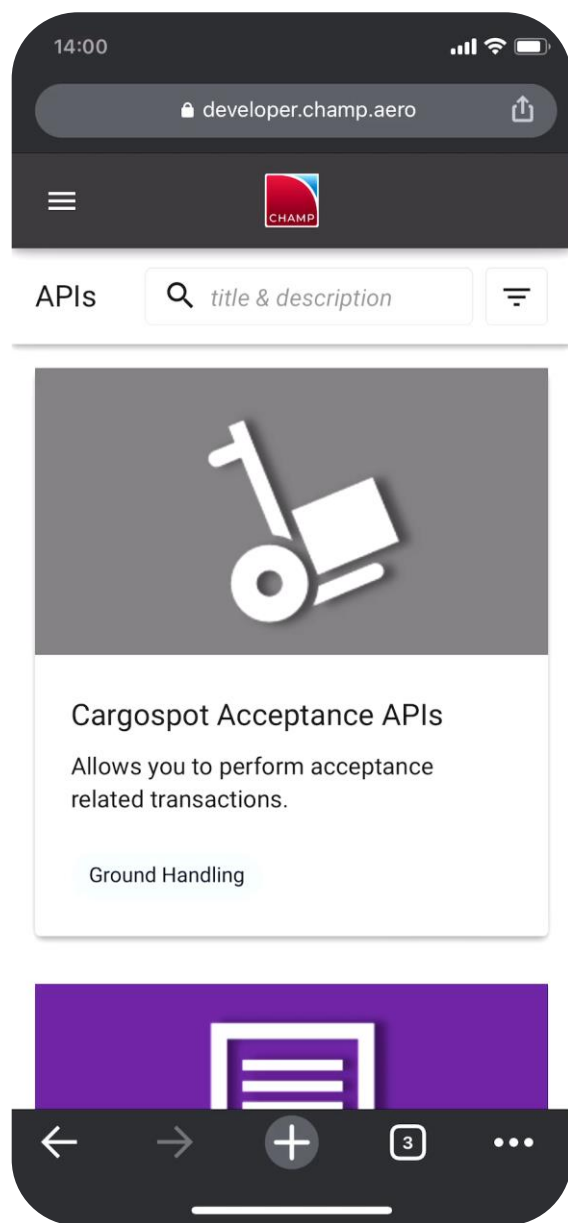 14:00
developer.champ.aero
CHAMP
APIs
title & description
Cargospot Acceptance APIs
Allows you to perform acceptance
related transactions.
Ground Handling
3